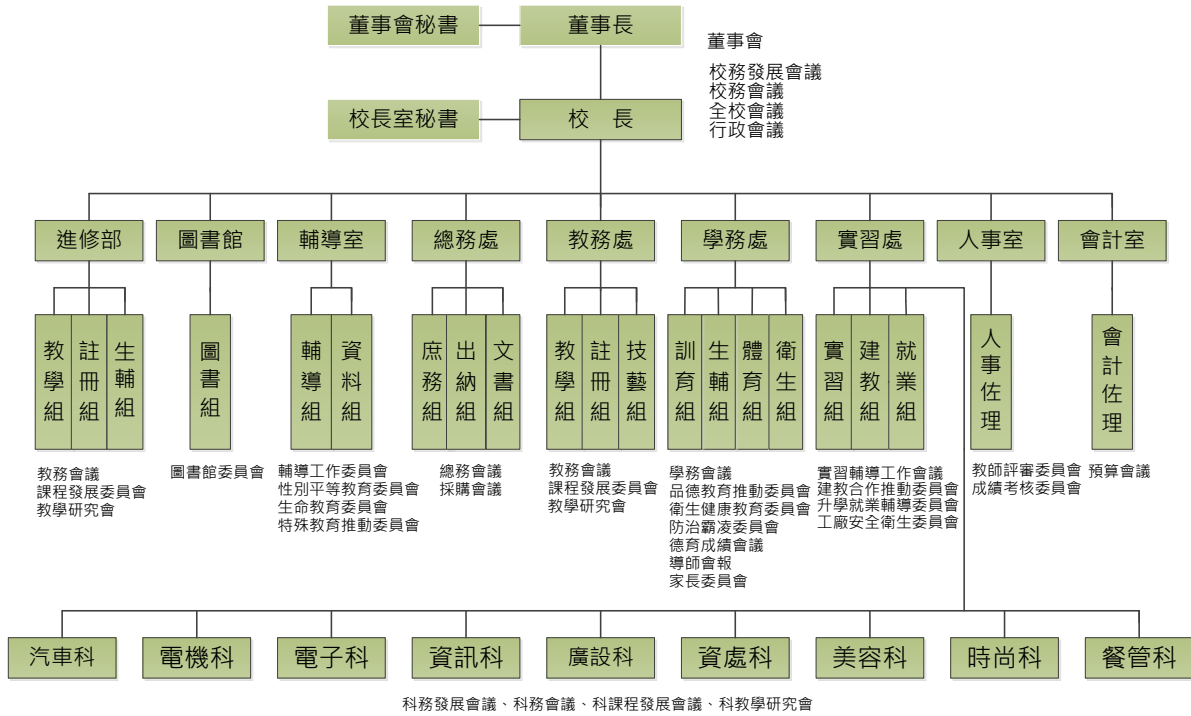 董事會秘書
董事長
董事會
校務發展會議
校務會議
全校會議
行政會議
校長室秘書
校 長
進修部
圖書館
輔導室
總務處
教務處
學務處
實習處
人事室
會計室
教學組
註冊組
生輔組
圖書組
輔導組
資料組
庶務組
出納組
文書組
教學組
註冊組
技藝組
訓育組
生輔組
體育組
衛生組
實習組
建教組
就業組
人事佐理
會計佐理
教務會議
課程發展委員會
教學研究會
圖書館委員會
輔導工作委員會
性別平等教育委員會
生命教育委員會
特殊教育推動委員會
總務會議
採購會議
教務會議
課程發展委員會
教學研究會
學務會議
品德教育推動委員會
衛生健康教育委員會
防治霸凌委員會
德育成績會議
導師會報
家長委員會
實習輔導工作會議
建教合作推動委員會
升學就業輔導委員會
工廠安全衛生委員會
教師評審委員會
成績考核委員會
預算會議
汽車科
電機科
電子科
資訊科
廣設科
資處科
美容科
時尚科
餐管科
科務發展會議、科務會議、科課程發展會議、科教學研究會